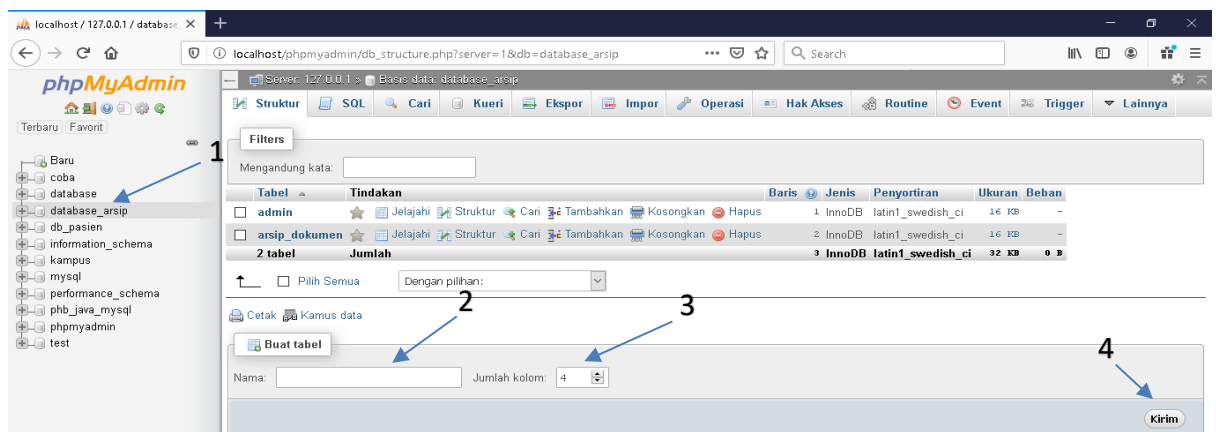 localhost / 127.0.0.1 / database_
localhost/phpmyadmin/db_structure.php?server=1&db=database_arsip
Search
phpMyAdmin
Terbaru Favorit
Baru
coba
database
database_arsip
db_pasien
information_schema
kampus
mysql
performance_schema
phb_java_mysql
phpmyadmin
test
1
Server: 127.0.0.1 » Basis data: database_arsip
Struktur SQL Cari Kueri Ekspor Impor Operasi Hak Akses Routine Event Trigger Lainnya
Filters
Mengandung kata:
Tabel Tindakan Baris Jenis Penyortiran Ukuran Beban
admin Jelajahi Struktur Cari Tambahkan Kosongkan Hapus 1 InnoDB latin1_swedish_ci 16 KB -
arsip_dokumen Jelajahi Struktur Cari Tambahkan Kosongkan Hapus 2 InnoDB latin1_swedish_ci 16 KB -
2 tabel Jumlah 3 InnoDB latin1_swedish_ci 32 KB 0 B
Pilih Semua Dengan pilihan:
2
3
Cetak Kamus data
Buat tabel
4
Nama: Jumlah kolom: 4
Kirim